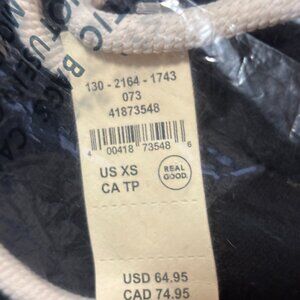 130 - 2164 - 1743
073
41873548
4 00418 73548 6
US XS
CA TP
REAL
GOOD.
USD 64.95
CAD 74.95